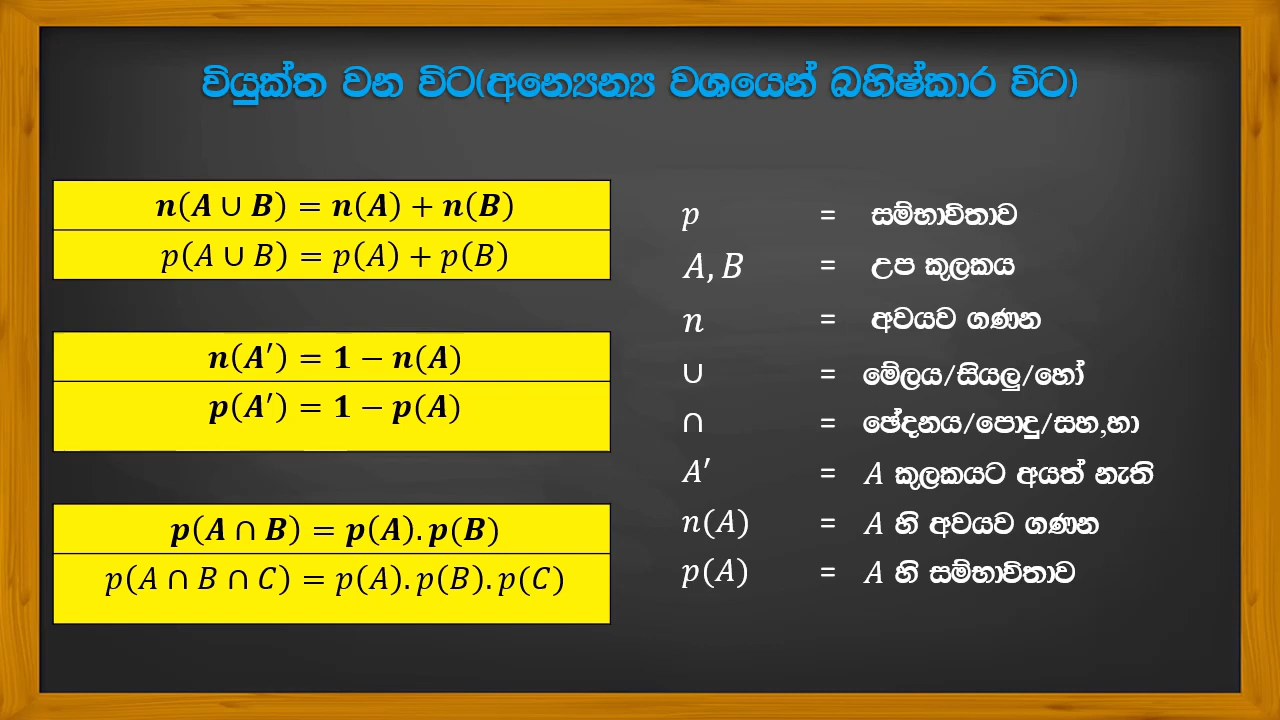 වියුක්ත වන විට(අන්‍යෙන්‍ය වශයෙන් බහිෂ්කාර විට)
n(A ∪ B) = n(A) + n(B)
p(A ∪ B) = p(A) + p(B)
n(A′) = 1 − n(A)
p(A′) = 1 − p(A)
p(A ∩ B) = p(A). p(B)
p(A ∩ B ∩ C) = p(A). p(B). p(C)
p = සම්භාවිතාව
A, B = උප කුලකය
n = අවයව ගණන
∪ = මේලය/සියලු/හෝ
∩ = ඡේදනය/පොදු/සහ,හා
A′ = A කුලකයට අයත් නැති
n(A) = A හි අවයව ගණන
p(A) = A හි සම්භාවිතාව